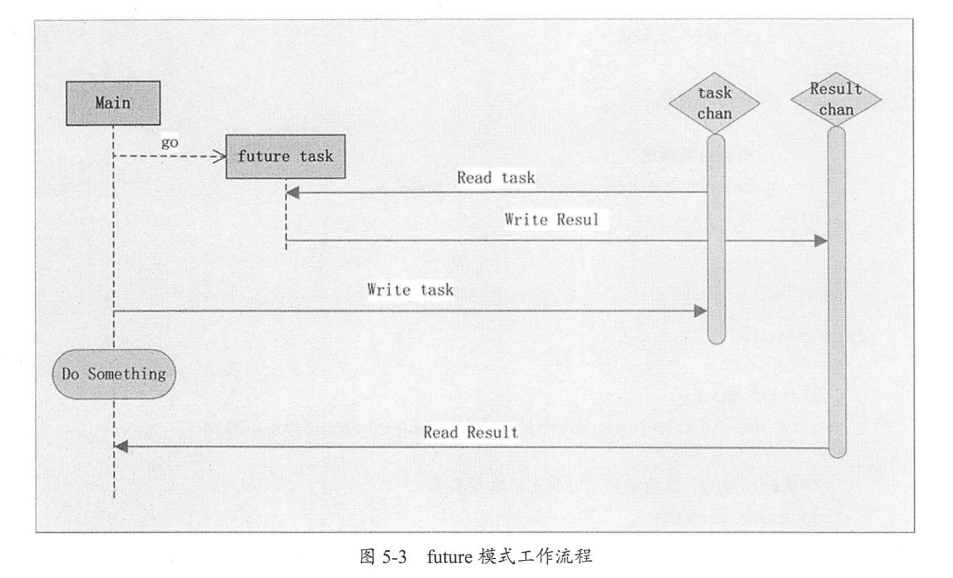 Main
task
chan
Result
chan
go
future task
Read task
Write Resul
Write task
Do Something
Read Result
图 5-3 future 模式工作流程